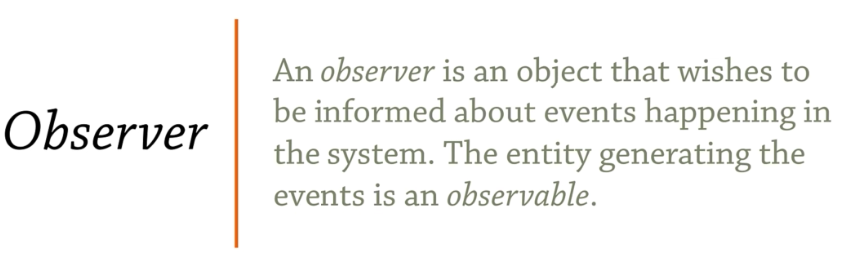 Observer
An observer is an object that wishes to
be informed about events happening in
the system. The entity generating the
events is an observable.